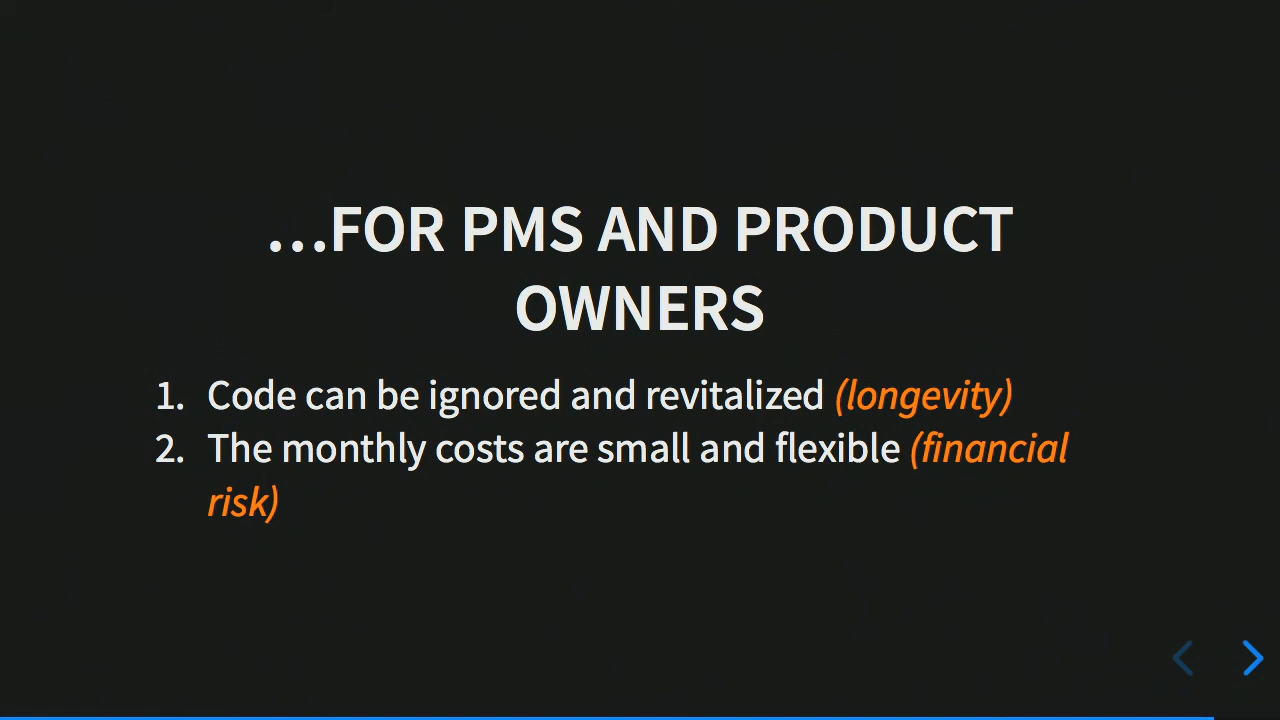 …FOR PMS AND PRODUCT
OWNERS
1. Code can be ignored and revitalized (longevity)
2. The monthly costs are small and flexible (financial
risk)